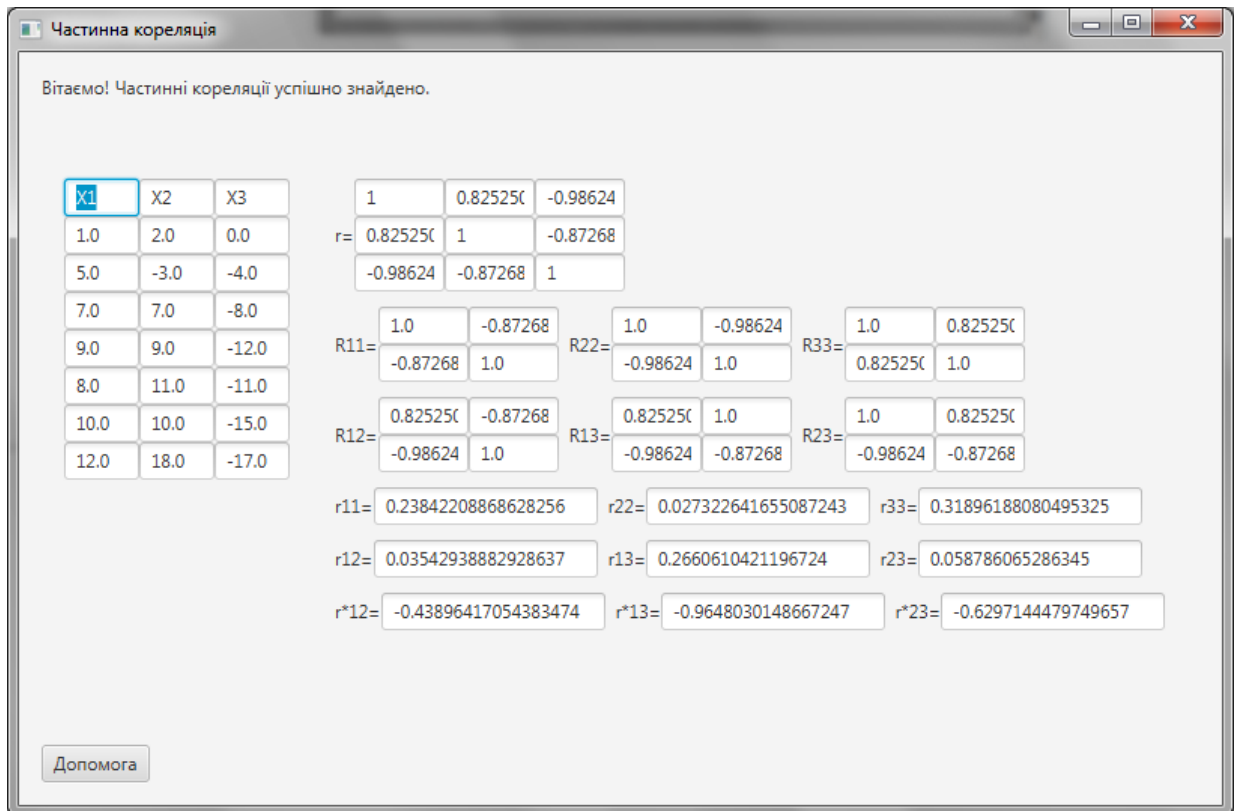 Частинна кореляція
Вітаємо! Частинні кореляції успішно знайдено.
X1 X2 X3
1.0 2.0 0.0
5.0 -3.0 -4.0
7.0 7.0 -8.0
9.0 9.0 -12.0
8.0 11.0 -11.0
10.0 10.0 -15.0
12.0 18.0 -17.0
1 0.82525( -0.98624
r= 0.82525( 1 -0.87268
-0.98624 -0.87268 1
R11= 1.0 -0.87268
-0.87268 1.0
R22= 1.0 -0.98624
-0.98624 1.0
R33= 1.0 0.82525(
0.82525( 1.0
R12= 0.82525( -0.87268
-0.98624 1.0
R13= 0.82525( 1.0
-0.98624 -0.87268
R23= 1.0 0.82525(
-0.98624 -0.87268
r11= 0.23842208868628256 r22= 0.027322641655087243 r33= 0.31896188080495325
r12= 0.03542938882928637 r13= 0.2660610421196724 r23= 0.058786065286345
r*12= -0.43896417054383474 r*13= -0.9648030148667247 r*23= -0.6297144479749657
Допомога